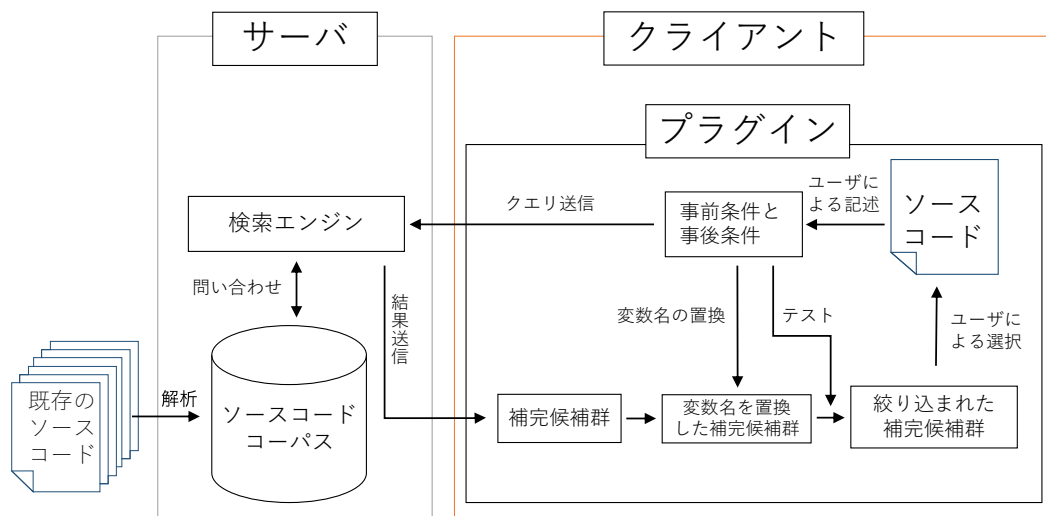 サーバ
クライアント
プラグイン
ユーザに
よる記述
ソース
コード
クエリ送信
事前条件と
事後条件
検索エンジン
問い合わせ
結果送信
変数名の置換
テスト
ユーザに
よる選択
既存の
ソース
コード
解析
ソースコード
コーパス
補完候補群
変数名を置換
した補完候補群
絞り込まれた
補完候補群